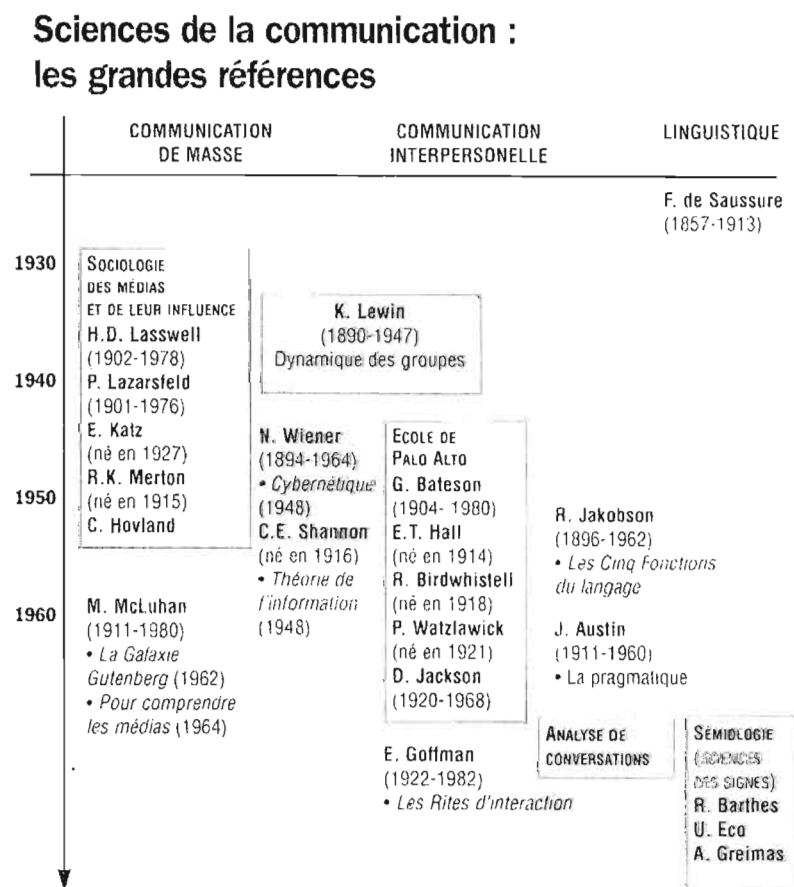 Sciences de la communication :
les grandes références
COMMUNICATION
DE MASSE
COMMUNICATION
INTERPERSONELLE
LINGUISTIQUE
F. de Saussure
(1857-1913)
1930
1940
1950
1960
SOCIOLOGIE
DES MÉDIAS
ET DE LEUR INFLUENCE
H.D. Lasswell
(1902-1978)
P. Lazarsfeld
(1901-1976)
E. Katz
(né en 1927)
R.K. Merton
(né en 1915)
C. Hovland
M. McLuhan
(1911-1980)
• La Galaxie
Gutenberg (1962)
• Pour comprendre
les médias (1964)
K. Lewin
(1890-1947)
Dynamique des groupes
N. Wiener
(1894-1964)
• Cybernétique
(1948)
C.E. Shannon
(né en 1916)
• Théorie de
l'information
(1948)
ECOLE DE
PALO ALTO
G. Bateson
(1904- 1980)
E.T. Hall
(né en 1914)
R. Birdwhistell
(né en 1918)
P. Watzlawick
(né en 1921)
D. Jackson
(1920-1968)
E. Goffman
(1922-1982)
• Les Rites d'interaction
R. Jakobson
(1896-1962)
• Les Cinq Fonctions
du langage
J. Austin
(1911-1960)
• La pragmatique
ANALYSE DE
CONVERSATIONS
SÉMIOLOGIE
(SCIENCES
DES SIGNES)
R. Barthes
U. Eco
A. Greimas